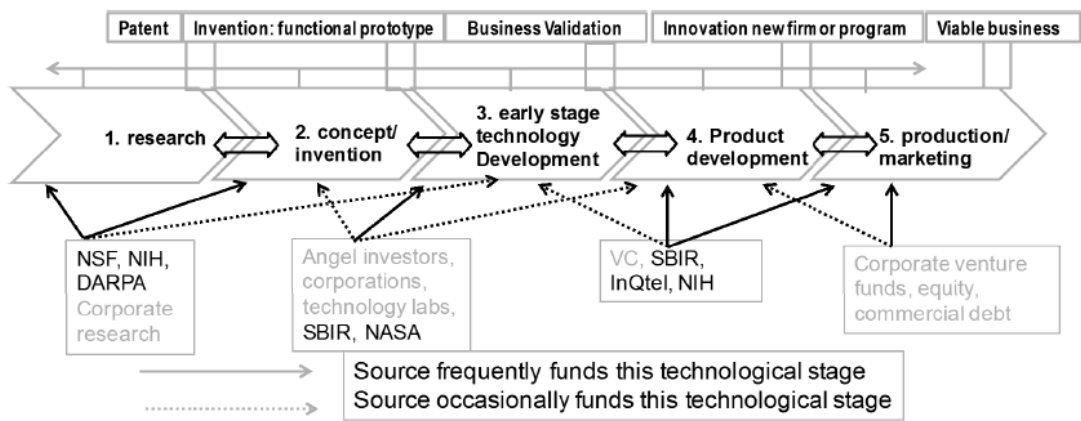 Patent
Invention: functional prototype
Business Validation
Innovation new firm or program
Viable business
1. research
2. concept/
invention
3. early stage
technology
Development
4. Product
development
5. production/
marketing
NSF, NIH,
DARPA
Corporate
research
Angel investors,
corporations,
technology labs,
SBIR, NASA
VC, SBIR,
InQtel, NIH
Corporate venture
funds, equity,
commercial debt
Source frequently funds this technological stage
Source occasionally funds this technological stage